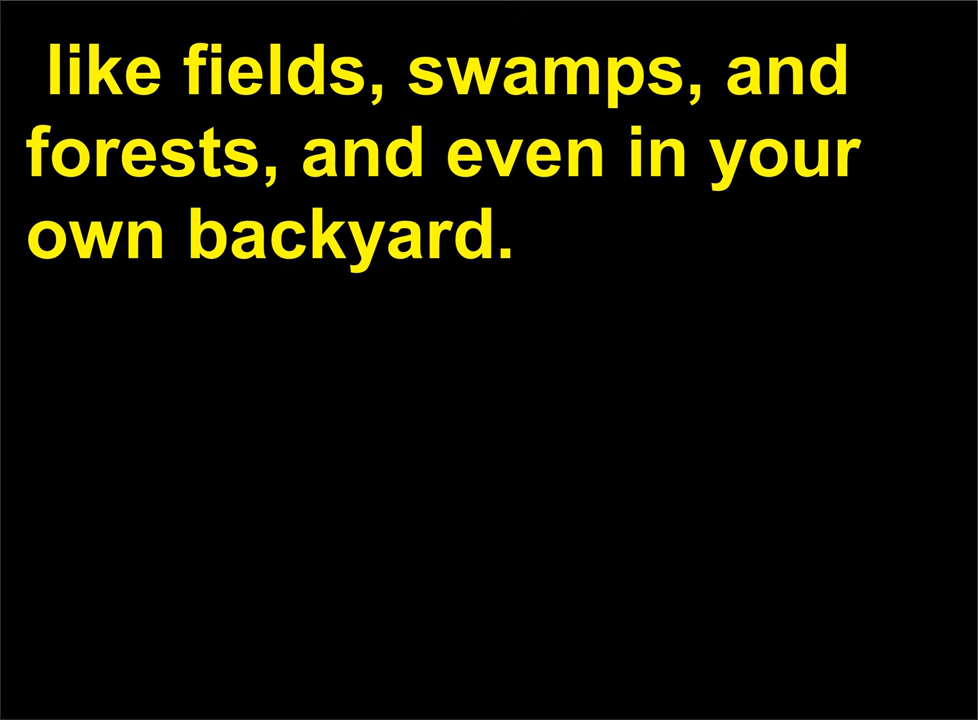 like fields, swamps, and
forests, and even in your
own backyard.